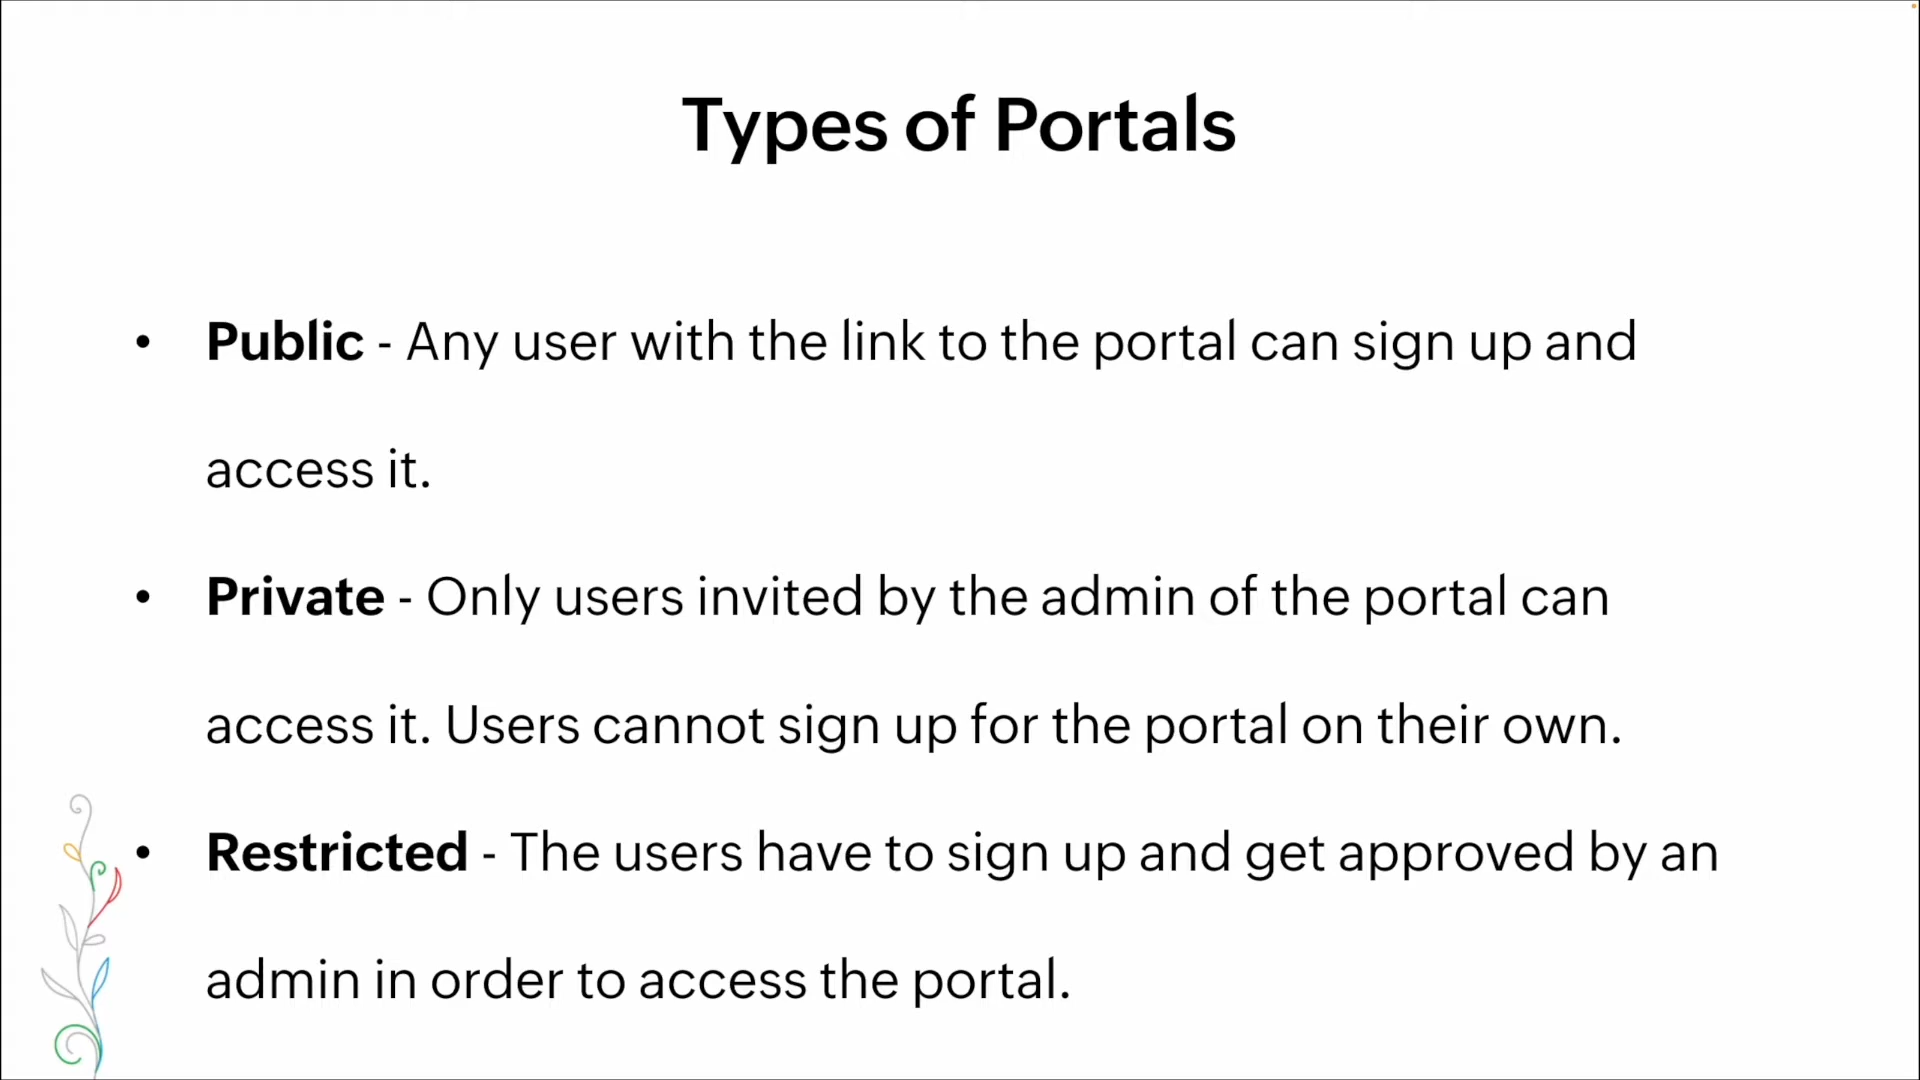 Types of Portals
• Public - Any user with the link to the portal can sign up and
access it.
• Private - Only users invited by the admin of the portal can
access it. Users cannot sign up for the portal on their own.
• Restricted - The users have to sign up and get approved by an
admin in order to access the portal.